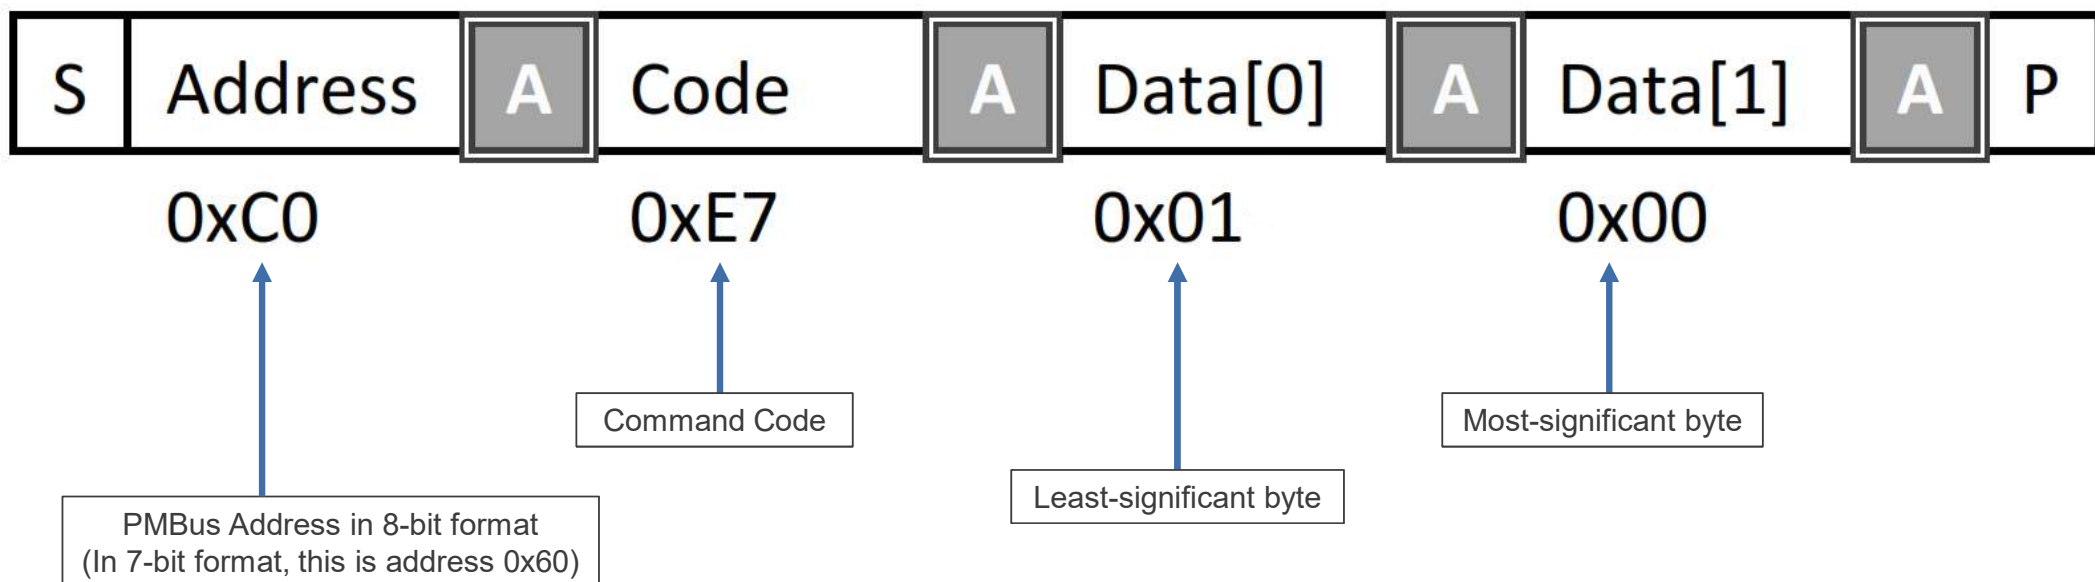 S Address A Code A Data[0] A Data[1] A P
0xC0 0xE7 0x01 0x00
Command Code
Most-significant byte
Least-significant byte
PMBus Address in 8-bit format
(In 7-bit format, this is address 0x60)